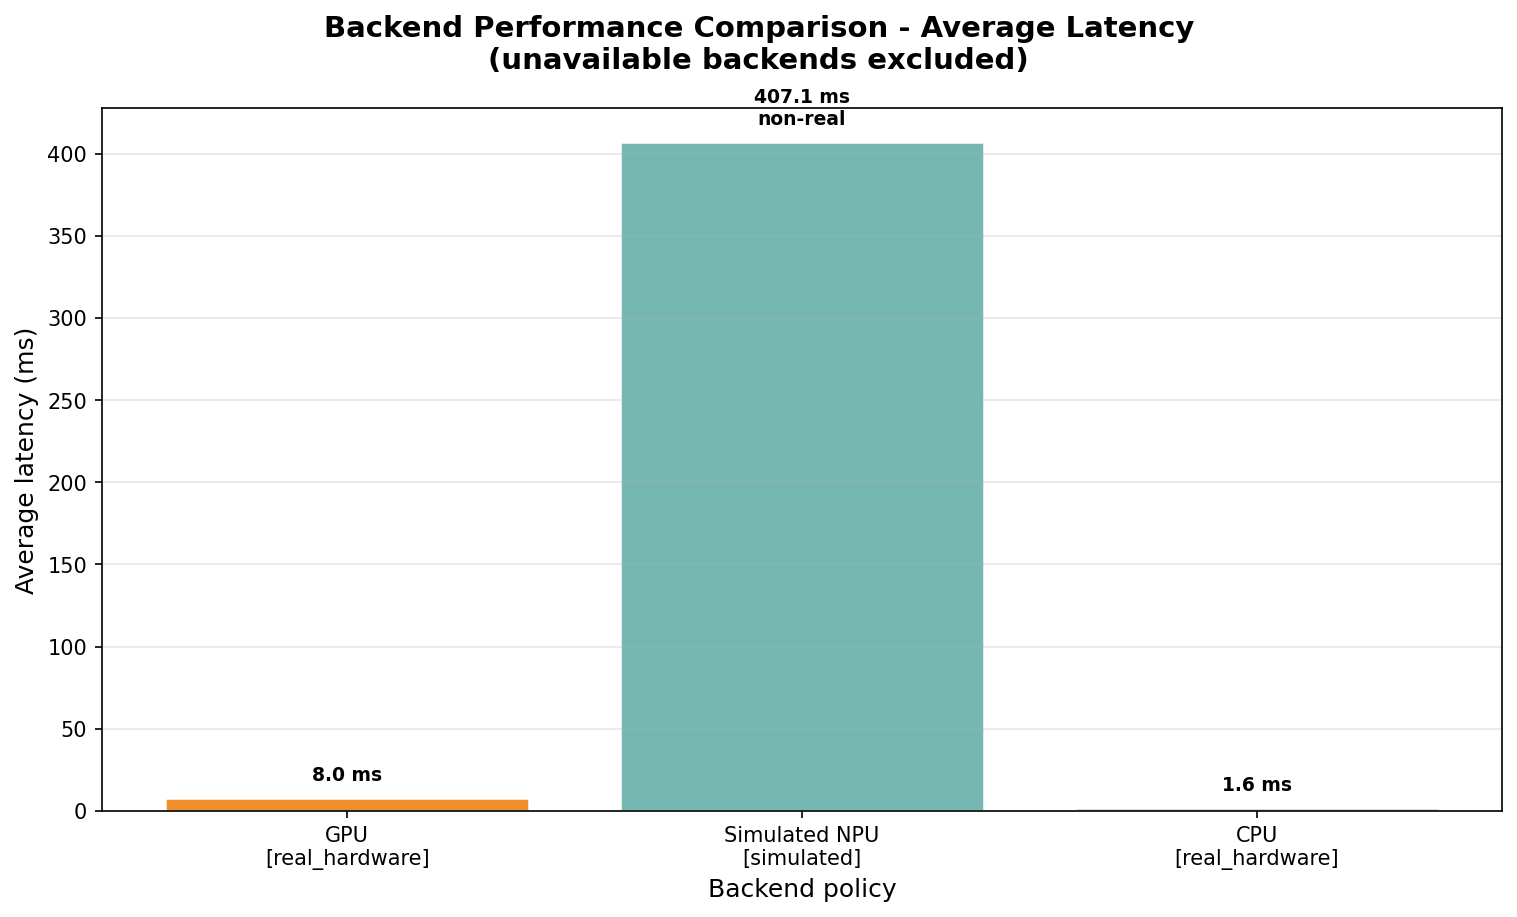 Backend Performance Comparison - Average Latency
(unavailable backends excluded)
407.1 ms
non-real
400
350
300
250
200
150
100
50
0
Average latency (ms)
8.0 ms
1.6 ms
GPU
[real_hardware]
Simulated NPU
[simulated]
CPU
[real_hardware]
Backend policy